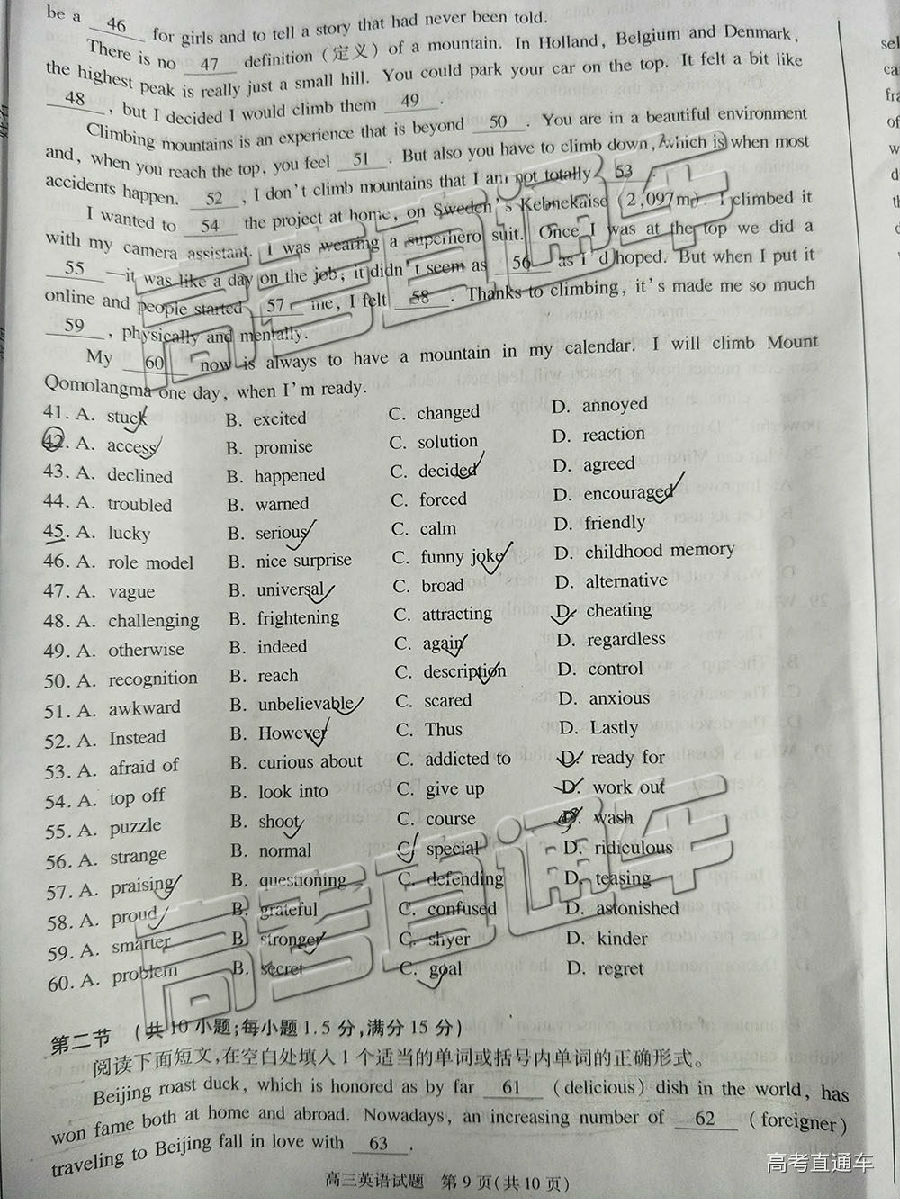 be a 46 for girls and to tell a story that had never been told.
There is no 47 definition (定义) of a mountain. In Holland, Belgium and Denmark,
the highest peak is really just a small hill. You could park your car on the top. It felt a bit like
48 , but I decided I would climb them 49 .
Climbing mountains is an experience that is beyond 50 . You are in a beautiful environment
and, when you reach the top, you feel 51 . But also you have to climb down, which is when most
accidents happen. 52 , I don't climb mountains that I am not totally 53 .
I wanted to 54 the project at home, on Sweden's Kebnekaise (2,097m). I climbed it
with my camera assistant. I was wearing a superhero suit. Once I was at the top we did a
55 —it was like a day on the job; it didn't seem as 56 as I'd hoped. But when I put it
online and people started 57 me, I felt 58 . Thanks to climbing, it's made me so much
59 , physically and mentally.
My 60 now is always to have a mountain in my calendar. I will climb Mount
Qomolangma one day, when I'm ready.
41. A. stuck B. excited C. changed D. annoyed
42. A. access B. promise C. solution D. reaction
43. A. declined B. happened C. decided D. agreed
44. A. troubled B. warned C. forced D. encouraged
45. A. lucky B. serious C. calm D. friendly
46. A. role model B. nice surprise C. funny joke D. childhood memory
47. A. vague B. universal C. broad D. alternative
48. A. challenging B. frightening C. attracting D. cheating
49. A. otherwise B. indeed C. again D. regardless
50. A. recognition B. reach C. description D. control
51. A. awkward B. unbelievable C. scared D. anxious
52. A. Instead B. However C. Thus D. Lastly
53. A. afraid of B. curious about C. addicted to D. ready for
54. A. top off B. look into C. give up D. work out
55. A. puzzle B. shoot C. course D. wash
56. A. strange B. normal C. special D. ridiculous
57. A. praising B. questioning C. defending D. teasing
58. A. proud B. grateful C. confused D. astonished
59. A. smarter B. stronger C. shyer D. kinder
60. A. problem B. secret C. goal D. regret
第二节 (共10小题;每小题1.5分,满分15分)
阅读下面短文,在空白处填入1个适当的单词或括号内单词的正确形式。
Beijing roast duck, which is honored as by far 61 (delicious) dish in the world, has
won fame both at home and abroad. Nowadays, an increasing number of 62 (foreigner)
traveling to Beijing fall in love with 63 .
高三英语试题 第9页(共10页)
高考直通车
高考直通车
高考直通车